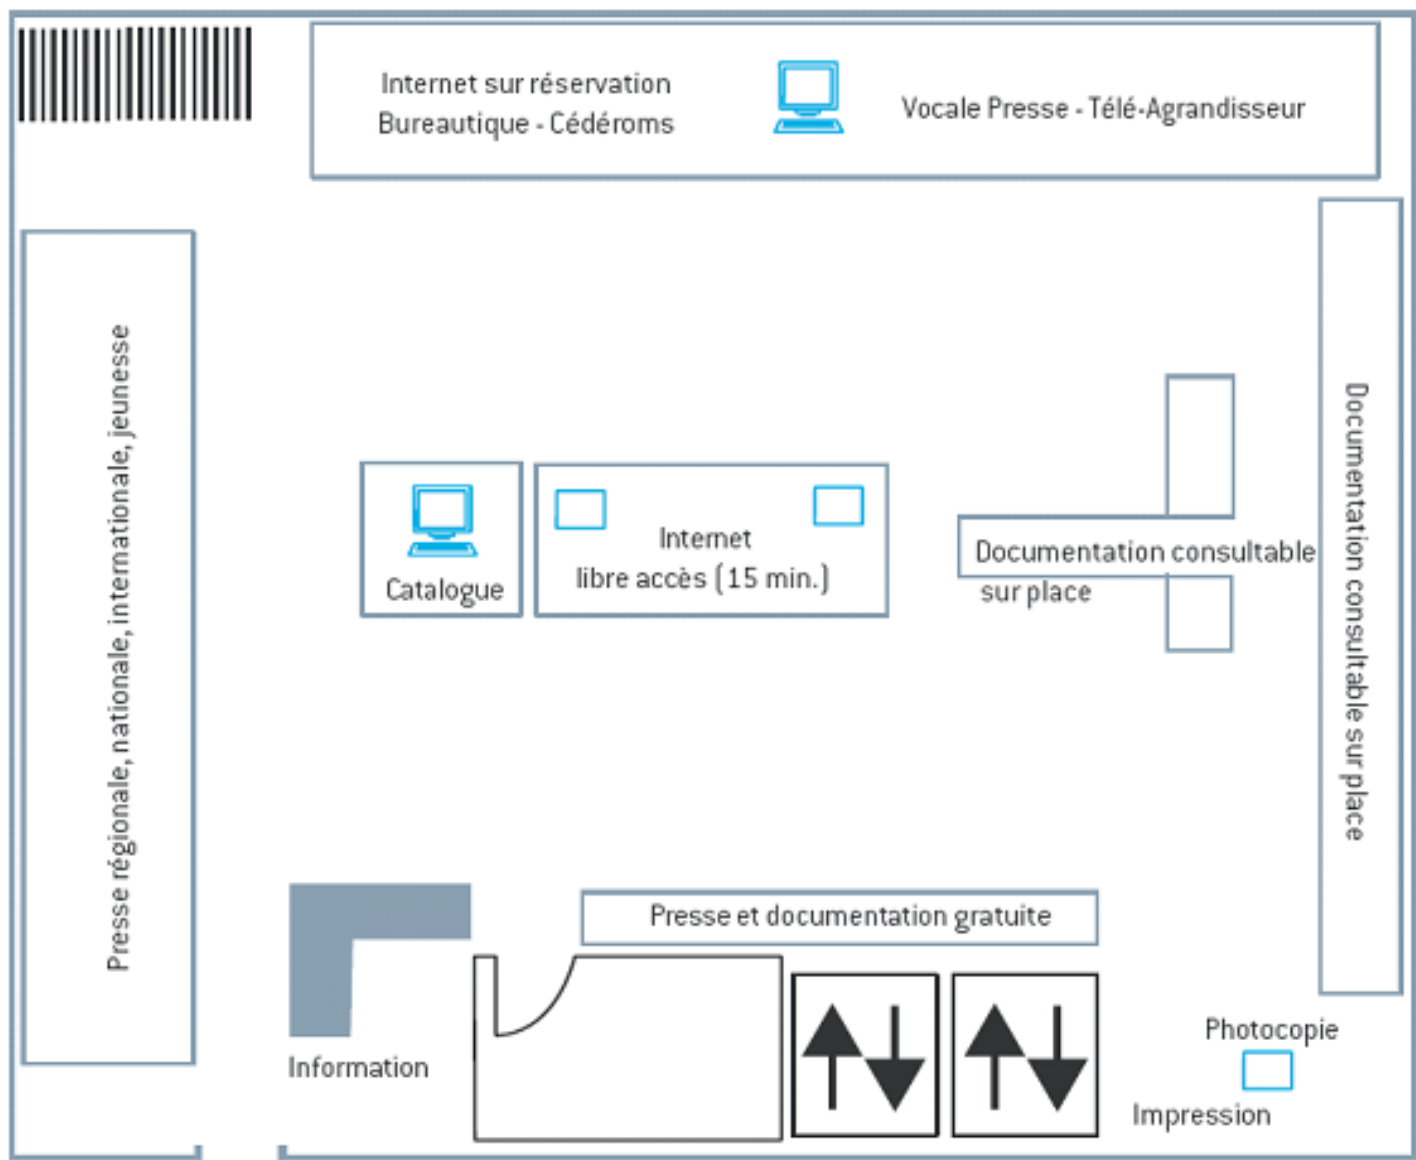 Internet sur réservation
Bureautique - Cédéroms
Vocale Presse - Télé-Agrandisseur
Presse régionale, nationale, internationale, jeunesse
Catalogue
Internet
libre accès (15 min.)
Documentation consultable
sur place
Documentation consultable sur place
Presse et documentation gratuite
Information
Photocopie
Impression